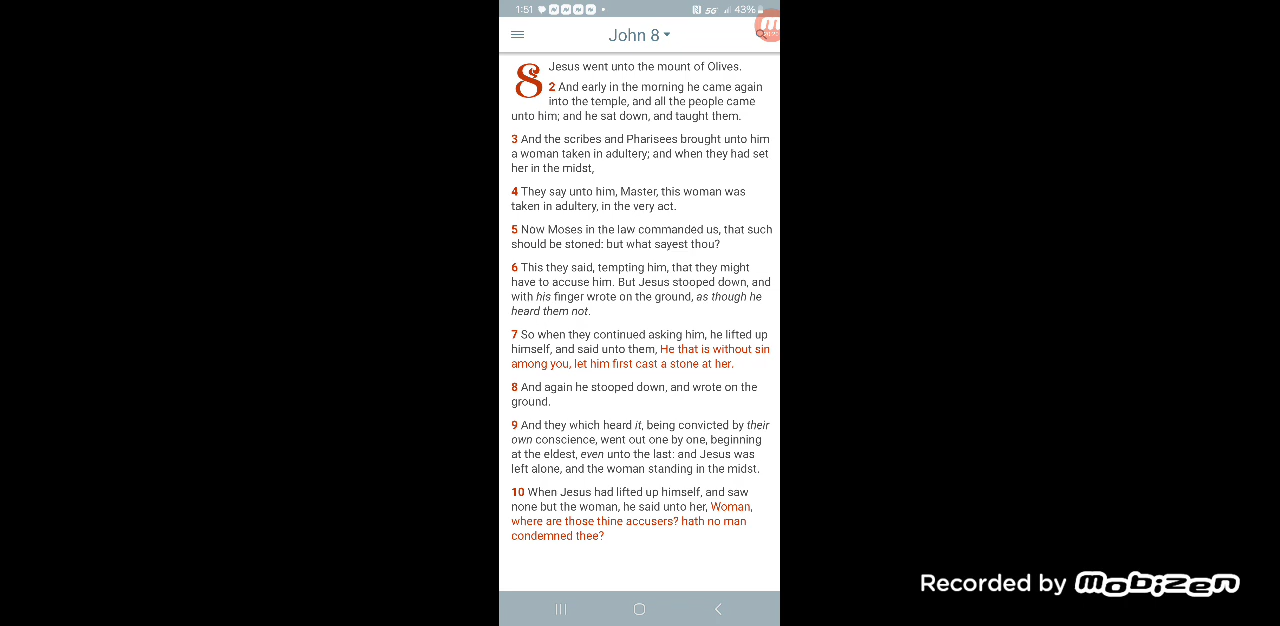 1:51 5G 43%
John 8
8 Jesus went unto the mount of Olives.
2 And early in the morning he came again
into the temple, and all the people came
unto him; and he sat down, and taught them.
3 And the scribes and Pharisees brought unto him
a woman taken in adultery; and when they had set
her in the midst,
4 They say unto him, Master, this woman was
taken in adultery, in the very act.
5 Now Moses in the law commanded us, that such
should be stoned: but what sayest thou?
6 This they said, tempting him, that they might
have to accuse him. But Jesus stooped down, and
with his finger wrote on the ground, as though he
heard them not.
7 So when they continued asking him, he lifted up
himself, and said unto them, He that is without sin
among you, let him first cast a stone at her.
8 And again he stooped down, and wrote on the
ground.
9 And they which heard it, being convicted by their
own conscience, went out one by one, beginning
at the eldest, even unto the last: and Jesus was
left alone, and the woman standing in the midst.
10 When Jesus had lifted up himself, and saw
none but the woman, he said unto her, Woman,
where are those thine accusers? hath no man
condemned thee?
Recorded by mobizen